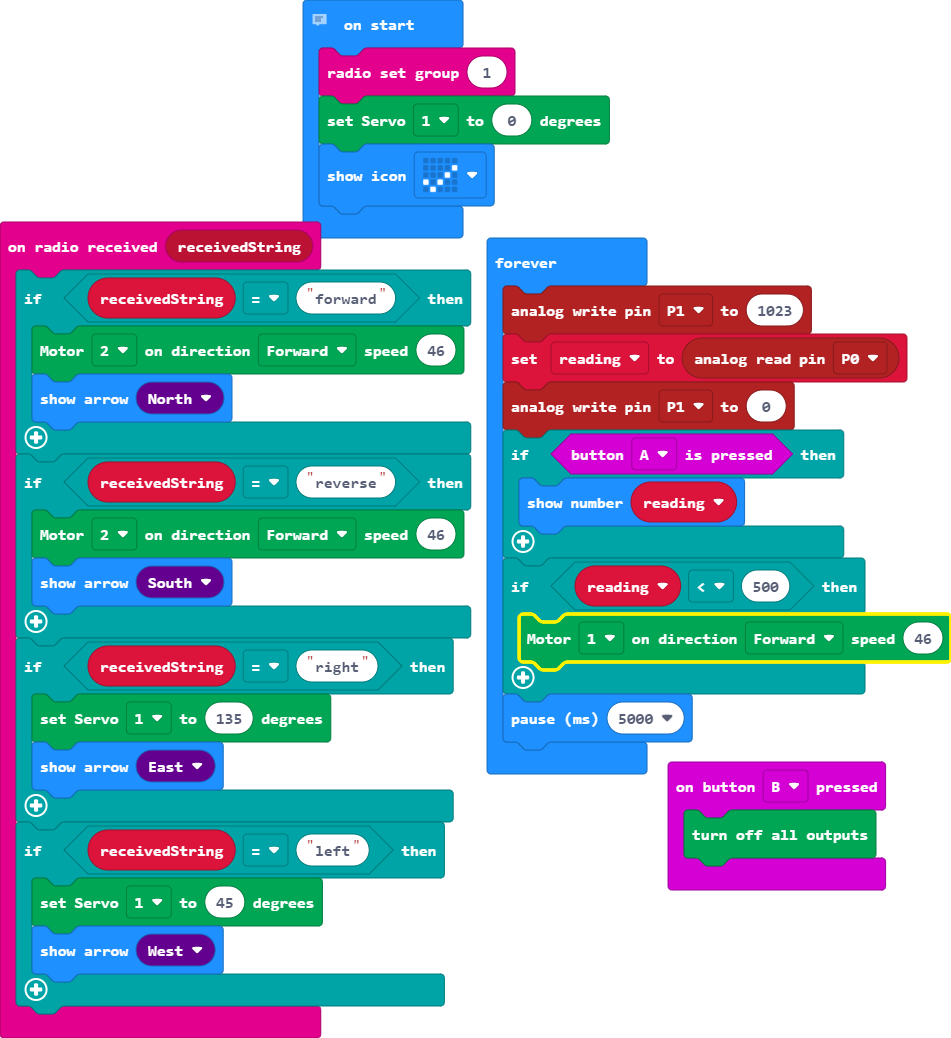 on start
radio set group 1
set Servo 1 to 0 degrees
show icon
on radio received receivedString
if receivedString = "forward" then
Motor 2 on direction Forward speed 46
show arrow North
if receivedString = "reverse" then
Motor 2 on direction Forward speed 46
show arrow South
if receivedString = "right" then
set Servo 1 to 135 degrees
show arrow East
if receivedString = "left" then
set Servo 1 to 45 degrees
show arrow West
forever
analog write pin P1 to 1023
set reading to analog read pin P0
analog write pin P1 to 0
if button A is pressed then
show number reading
if reading < 500 then
Motor 1 on direction Forward speed 46
pause (ms) 5000
on button B pressed
turn off all outputs